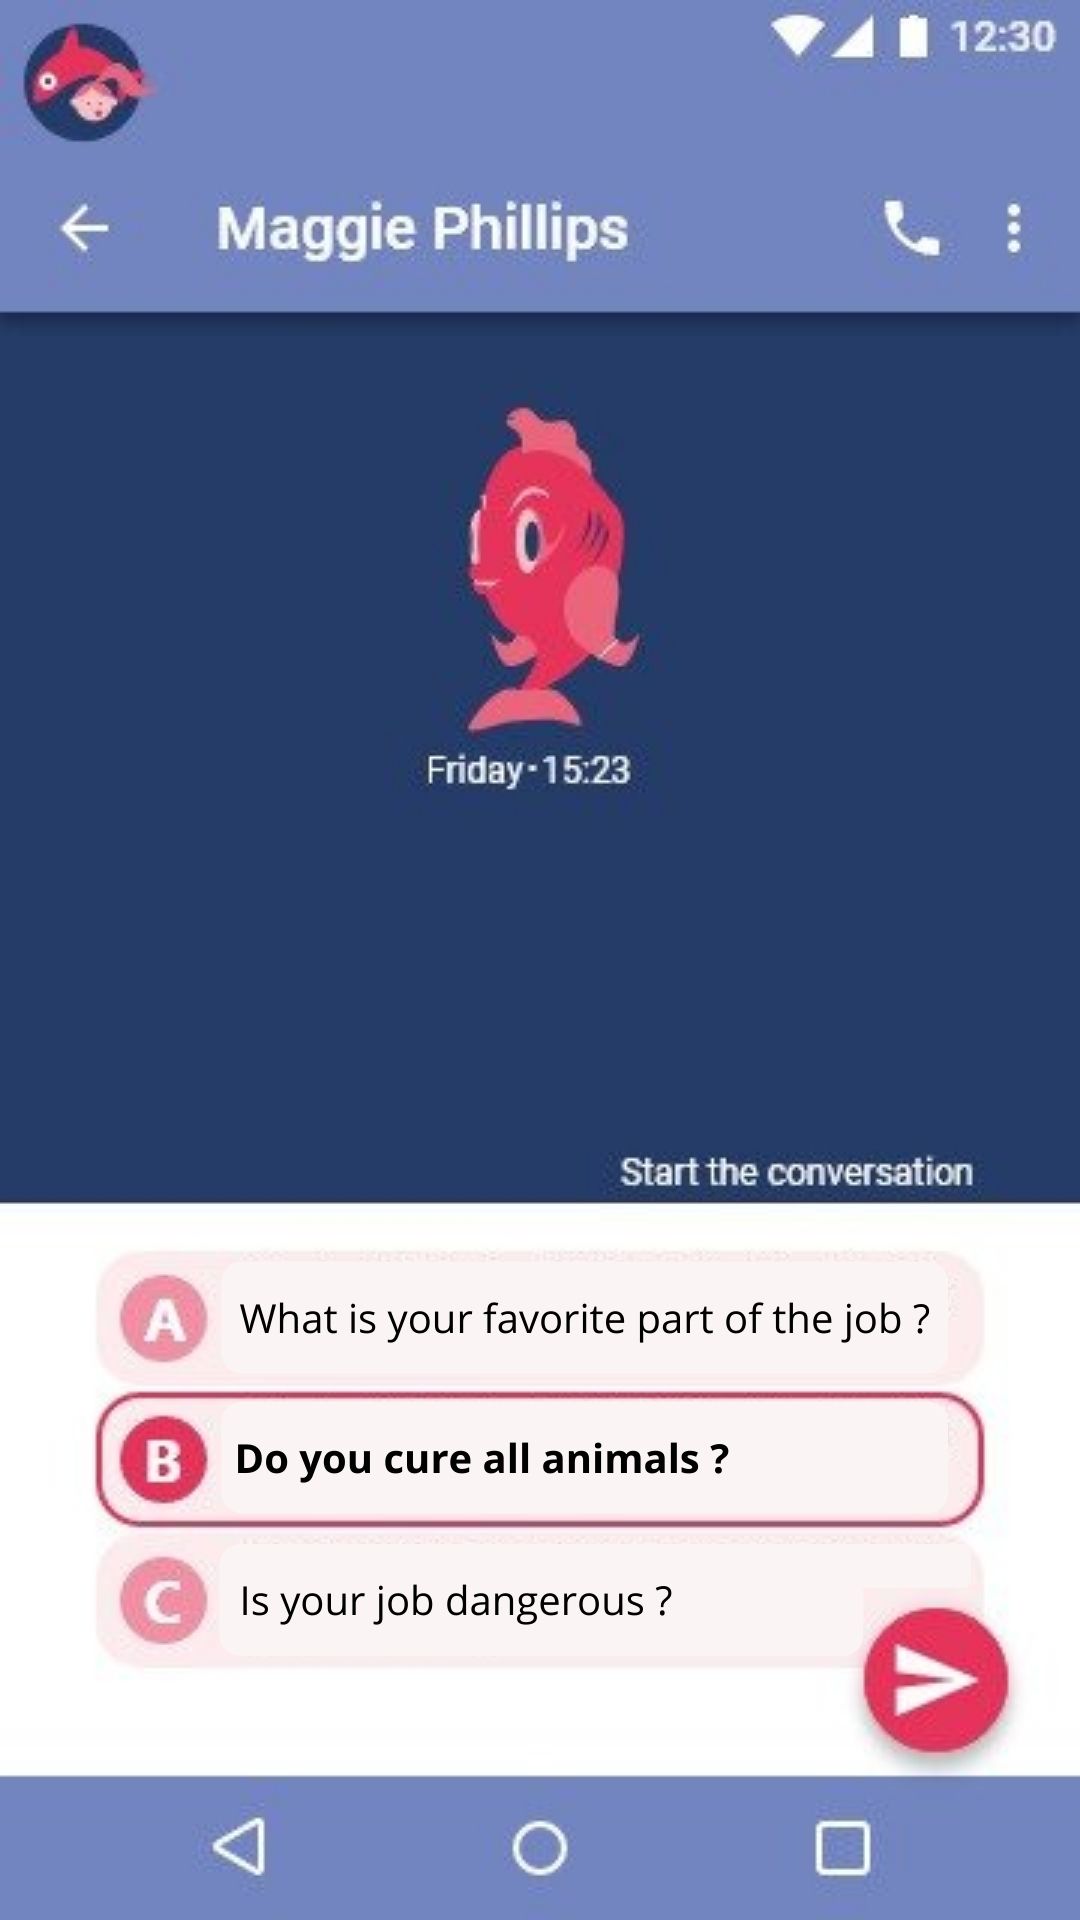 12:30
Maggie Phillips
Friday·15:23
Start the conversation
A What is your favorite part of the job ?
B Do you cure all animals ?
C Is your job dangerous ?